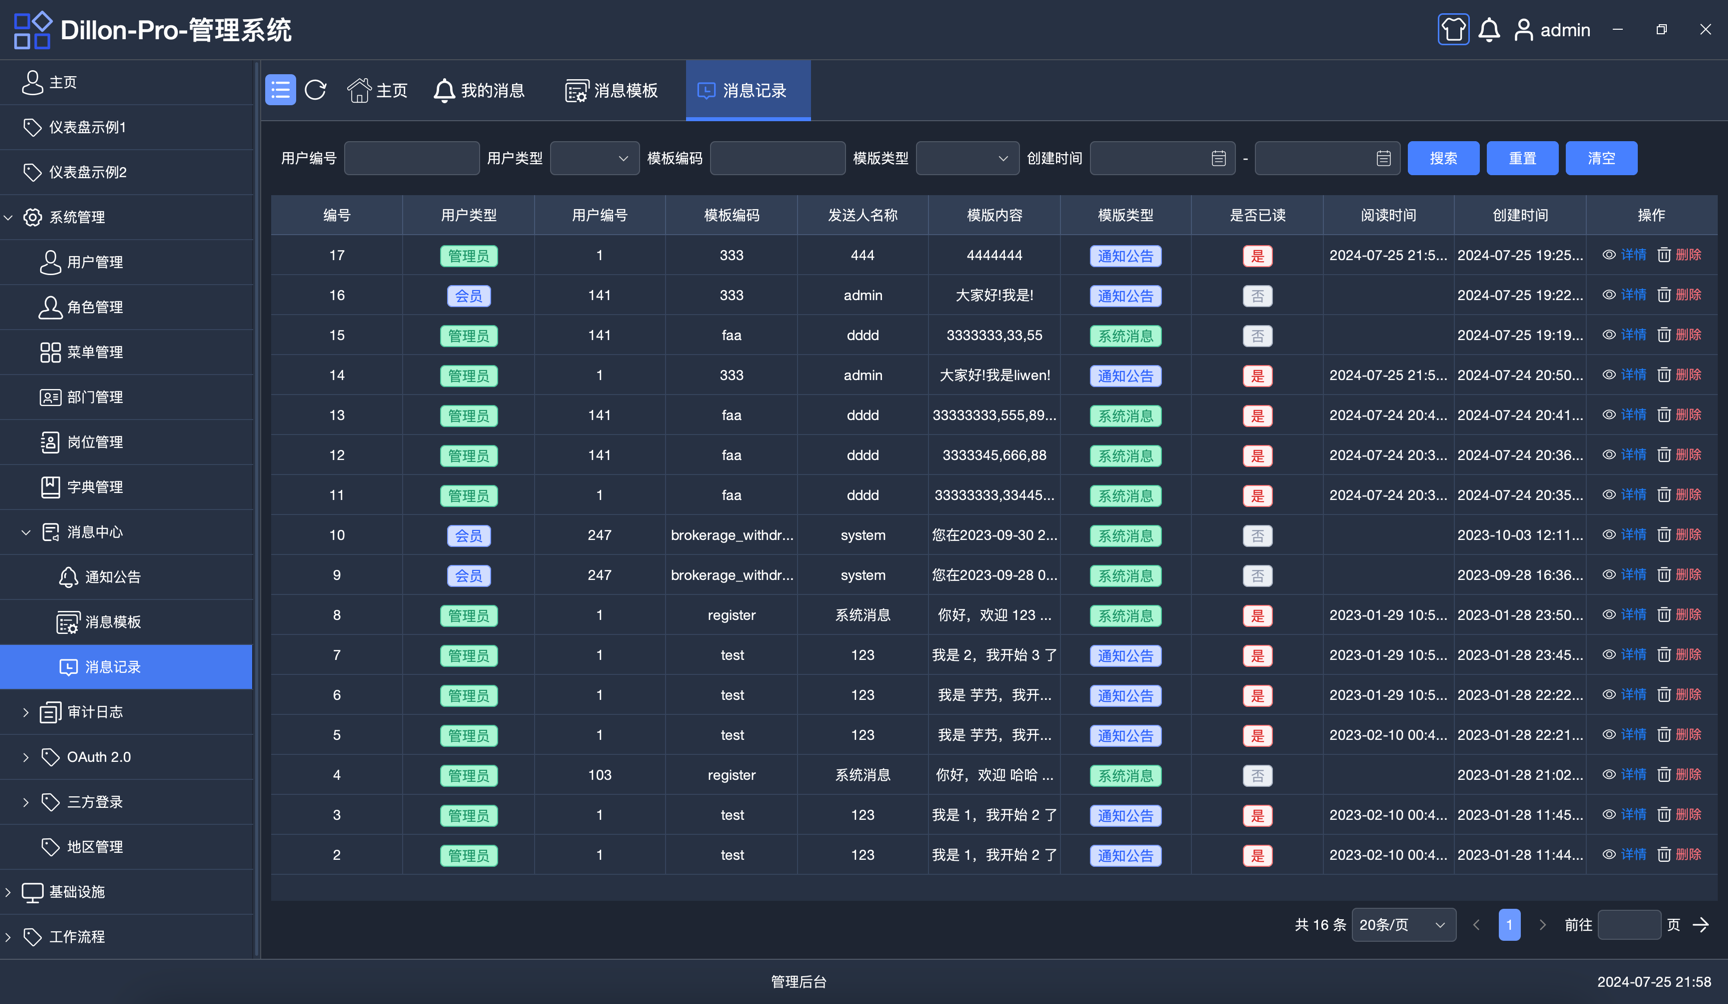 Dillon-Pro-管理系统
admin
主页
仪表盘示例1
仪表盘示例2
系统管理
用户管理
角色管理
菜单管理
部门管理
岗位管理
字典管理
消息中心
通知公告
消息模板
消息记录
审计日志
OAuth 2.0
三方登录
地区管理
基础设施
工作流程
主页 我的消息 消息模板 消息记录
用户编号 用户类型 模板编码 模版类型 创建时间 - 搜索 重置 清空
编号 用户类型 用户编号 模板编码 发送人名称 模版内容 模版类型 是否已读 阅读时间 创建时间 操作
17 管理员 1 333 444 4444444 通知公告 是 2024-07-25 21:5... 2024-07-25 19:25... 详情 删除
16 会员 141 333 admin 大家好!我是! 通知公告 否 2024-07-25 19:22... 详情 删除
15 管理员 141 faa dddd 3333333,33,55 系统消息 否 2024-07-25 19:19... 详情 删除
14 管理员 1 333 admin 大家好!我是liwen! 通知公告 是 2024-07-25 21:5... 2024-07-24 20:50... 详情 删除
13 管理员 141 faa dddd 33333333,555,89... 系统消息 是 2024-07-24 20:4... 2024-07-24 20:41... 详情 删除
12 管理员 141 faa dddd 3333345,666,88 系统消息 是 2024-07-24 20:3... 2024-07-24 20:36... 详情 删除
11 管理员 1 faa dddd 33333333,33445... 系统消息 是 2024-07-24 20:3... 2024-07-24 20:35... 详情 删除
10 会员 247 brokerage_withdr... system 您在2023-09-30 2... 系统消息 否 2023-10-03 12:11... 详情 删除
9 会员 247 brokerage_withdr... system 您在2023-09-28 0... 系统消息 否 2023-09-28 16:36... 详情 删除
8 管理员 1 register 系统消息 你好，欢迎 123 ... 系统消息 是 2023-01-29 10:5... 2023-01-28 23:50... 详情 删除
7 管理员 1 test 123 我是 2，我开始 3 了 通知公告 是 2023-01-29 10:5... 2023-01-28 23:45... 详情 删除
6 管理员 1 test 123 我是 芋艿，我开... 通知公告 是 2023-01-29 10:5... 2023-01-28 22:22... 详情 删除
5 管理员 1 test 123 我是 芋艿，我开... 通知公告 是 2023-02-10 00:4... 2023-01-28 22:21... 详情 删除
4 管理员 103 register 系统消息 你好，欢迎 哈哈 ... 系统消息 否 2023-01-28 21:02... 详情 删除
3 管理员 1 test 123 我是 1，我开始 2 了 通知公告 是 2023-02-10 00:4... 2023-01-28 11:45... 详情 删除
2 管理员 1 test 123 我是 1，我开始 2 了 通知公告 是 2023-02-10 00:4... 2023-01-28 11:44... 详情 删除
共 16 条 20条/页 1 前往 页
管理后台
2024-07-25 21:58